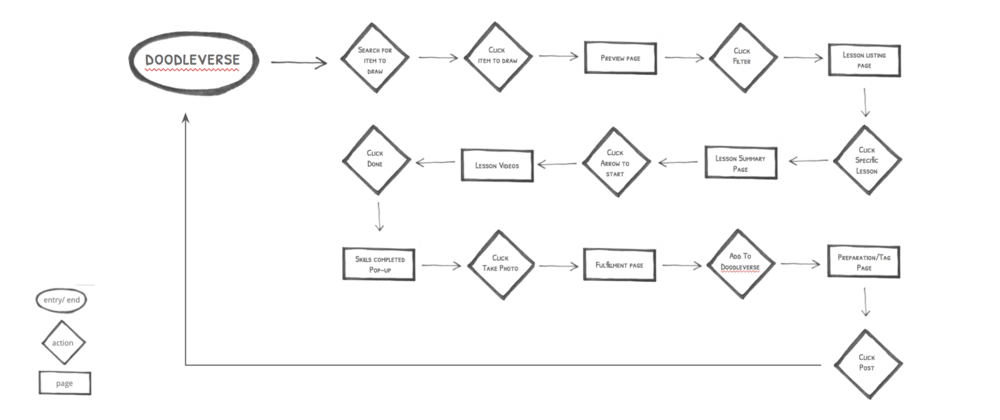 DOODLEVERSE
SEARCH FOR
ITEM TO
DRAW
CLICK
ITEM TO DRAW
PREVIEW PAGE
CLICK
FILTER
LESSON LISTING
PAGE
CLICK
DONE
LESSON VIDEOS
CLICK
ARROW TO
START
LESSON SUMMARY
PAGE
CLICK
SPECIFIC
LESSON
SKILLS COMPLETED
POP-UP
CLICK
TAKE PHOTO
FULFILLMENT PAGE
ADD TO
DOODLEVERSE
PREPARATION/TAG
PAGE
CLICK
POST
entry/ end
action
page